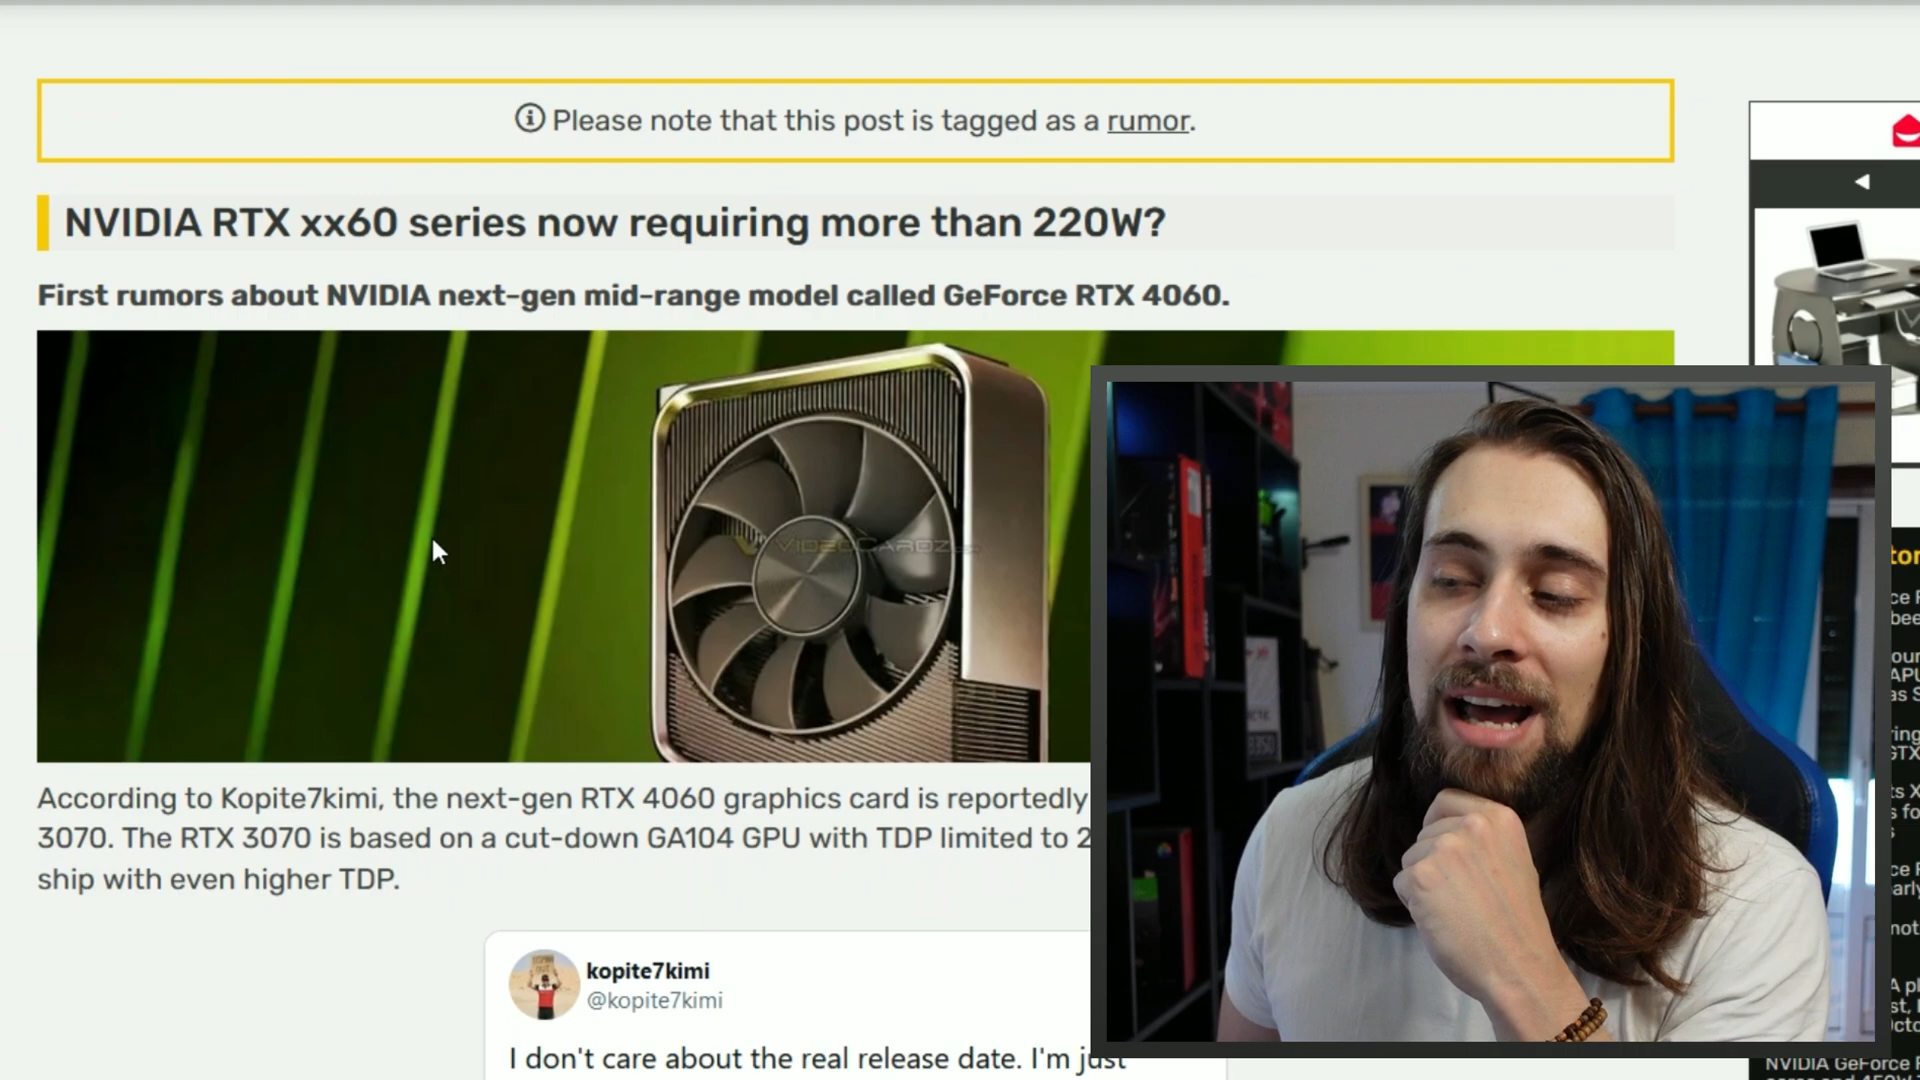 Please note that this post is tagged as a rumor.
NVIDIA RTX xx60 series now requiring more than 220W?
First rumors about NVIDIA next-gen mid-range model called GeForce RTX 4060.
VIDEOCARDZ
According to Kopite7kimi, the next-gen RTX 4060 graphics card is reportedly
3070. The RTX 3070 is based on a cut-down GA104 GPU with TDP limited to 2
ship with even higher TDP.
kopite7kimi
@kopite7kimi
I don't care about the real release date. I'm just
NVIDIA GeForce